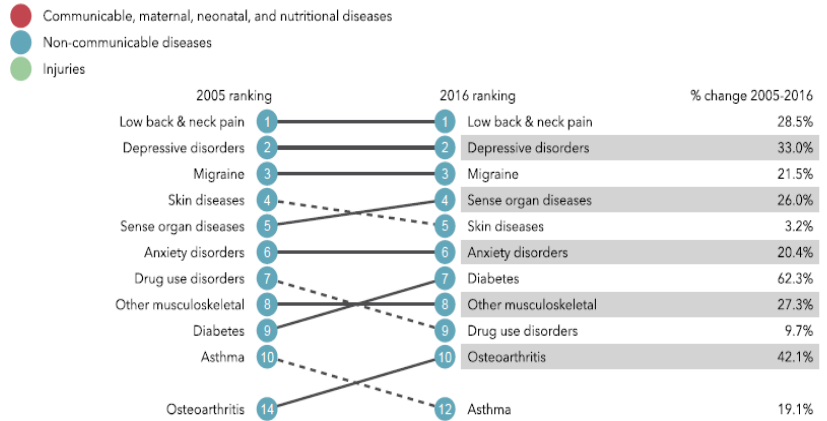 Communicable, maternal, neonatal, and nutritional diseases
Non-communicable diseases
Injuries
2005 ranking 2016 ranking % change 2005-2016
Low back & neck pain 1 1 Low back & neck pain 28.5%
Depressive disorders 2 2 Depressive disorders 33.0%
Migraine 3 3 Migraine 21.5%
Skin diseases 4 4 Sense organ diseases 26.0%
Sense organ diseases 5 5 Skin diseases 3.2%
Anxiety disorders 6 6 Anxiety disorders 20.4%
Drug use disorders 7 7 Diabetes 62.3%
Other musculoskeletal 8 8 Other musculoskeletal 27.3%
Diabetes 9 9 Drug use disorders 9.7%
Asthma 10 10 Osteoarthritis 42.1%
Osteoarthritis 14 12 Asthma 19.1%